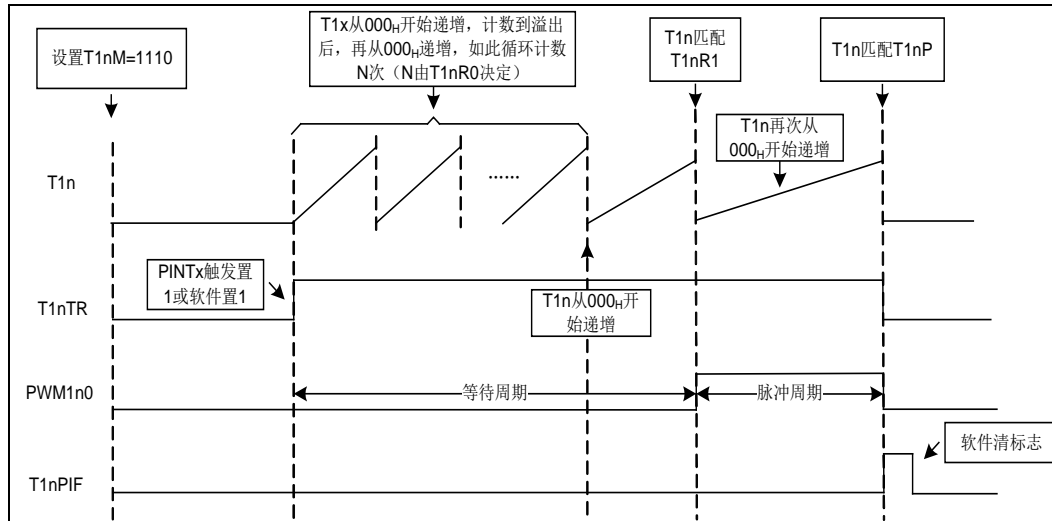 设置T1nM=1110
T1x从000H开始递增，计数到溢出
后，再从000H递增，如此循环计数
N次（N由T1nR0决定）
T1n匹配
T1nR1
T1n匹配T1nP
T1n再次从
000H开始递增
T1n
......
PINTx触发置
1或软件置1
T1nTR
T1n从000H开
始递增
PWM1n0
等待周期
脉冲周期
软件清标志
T1nPIF